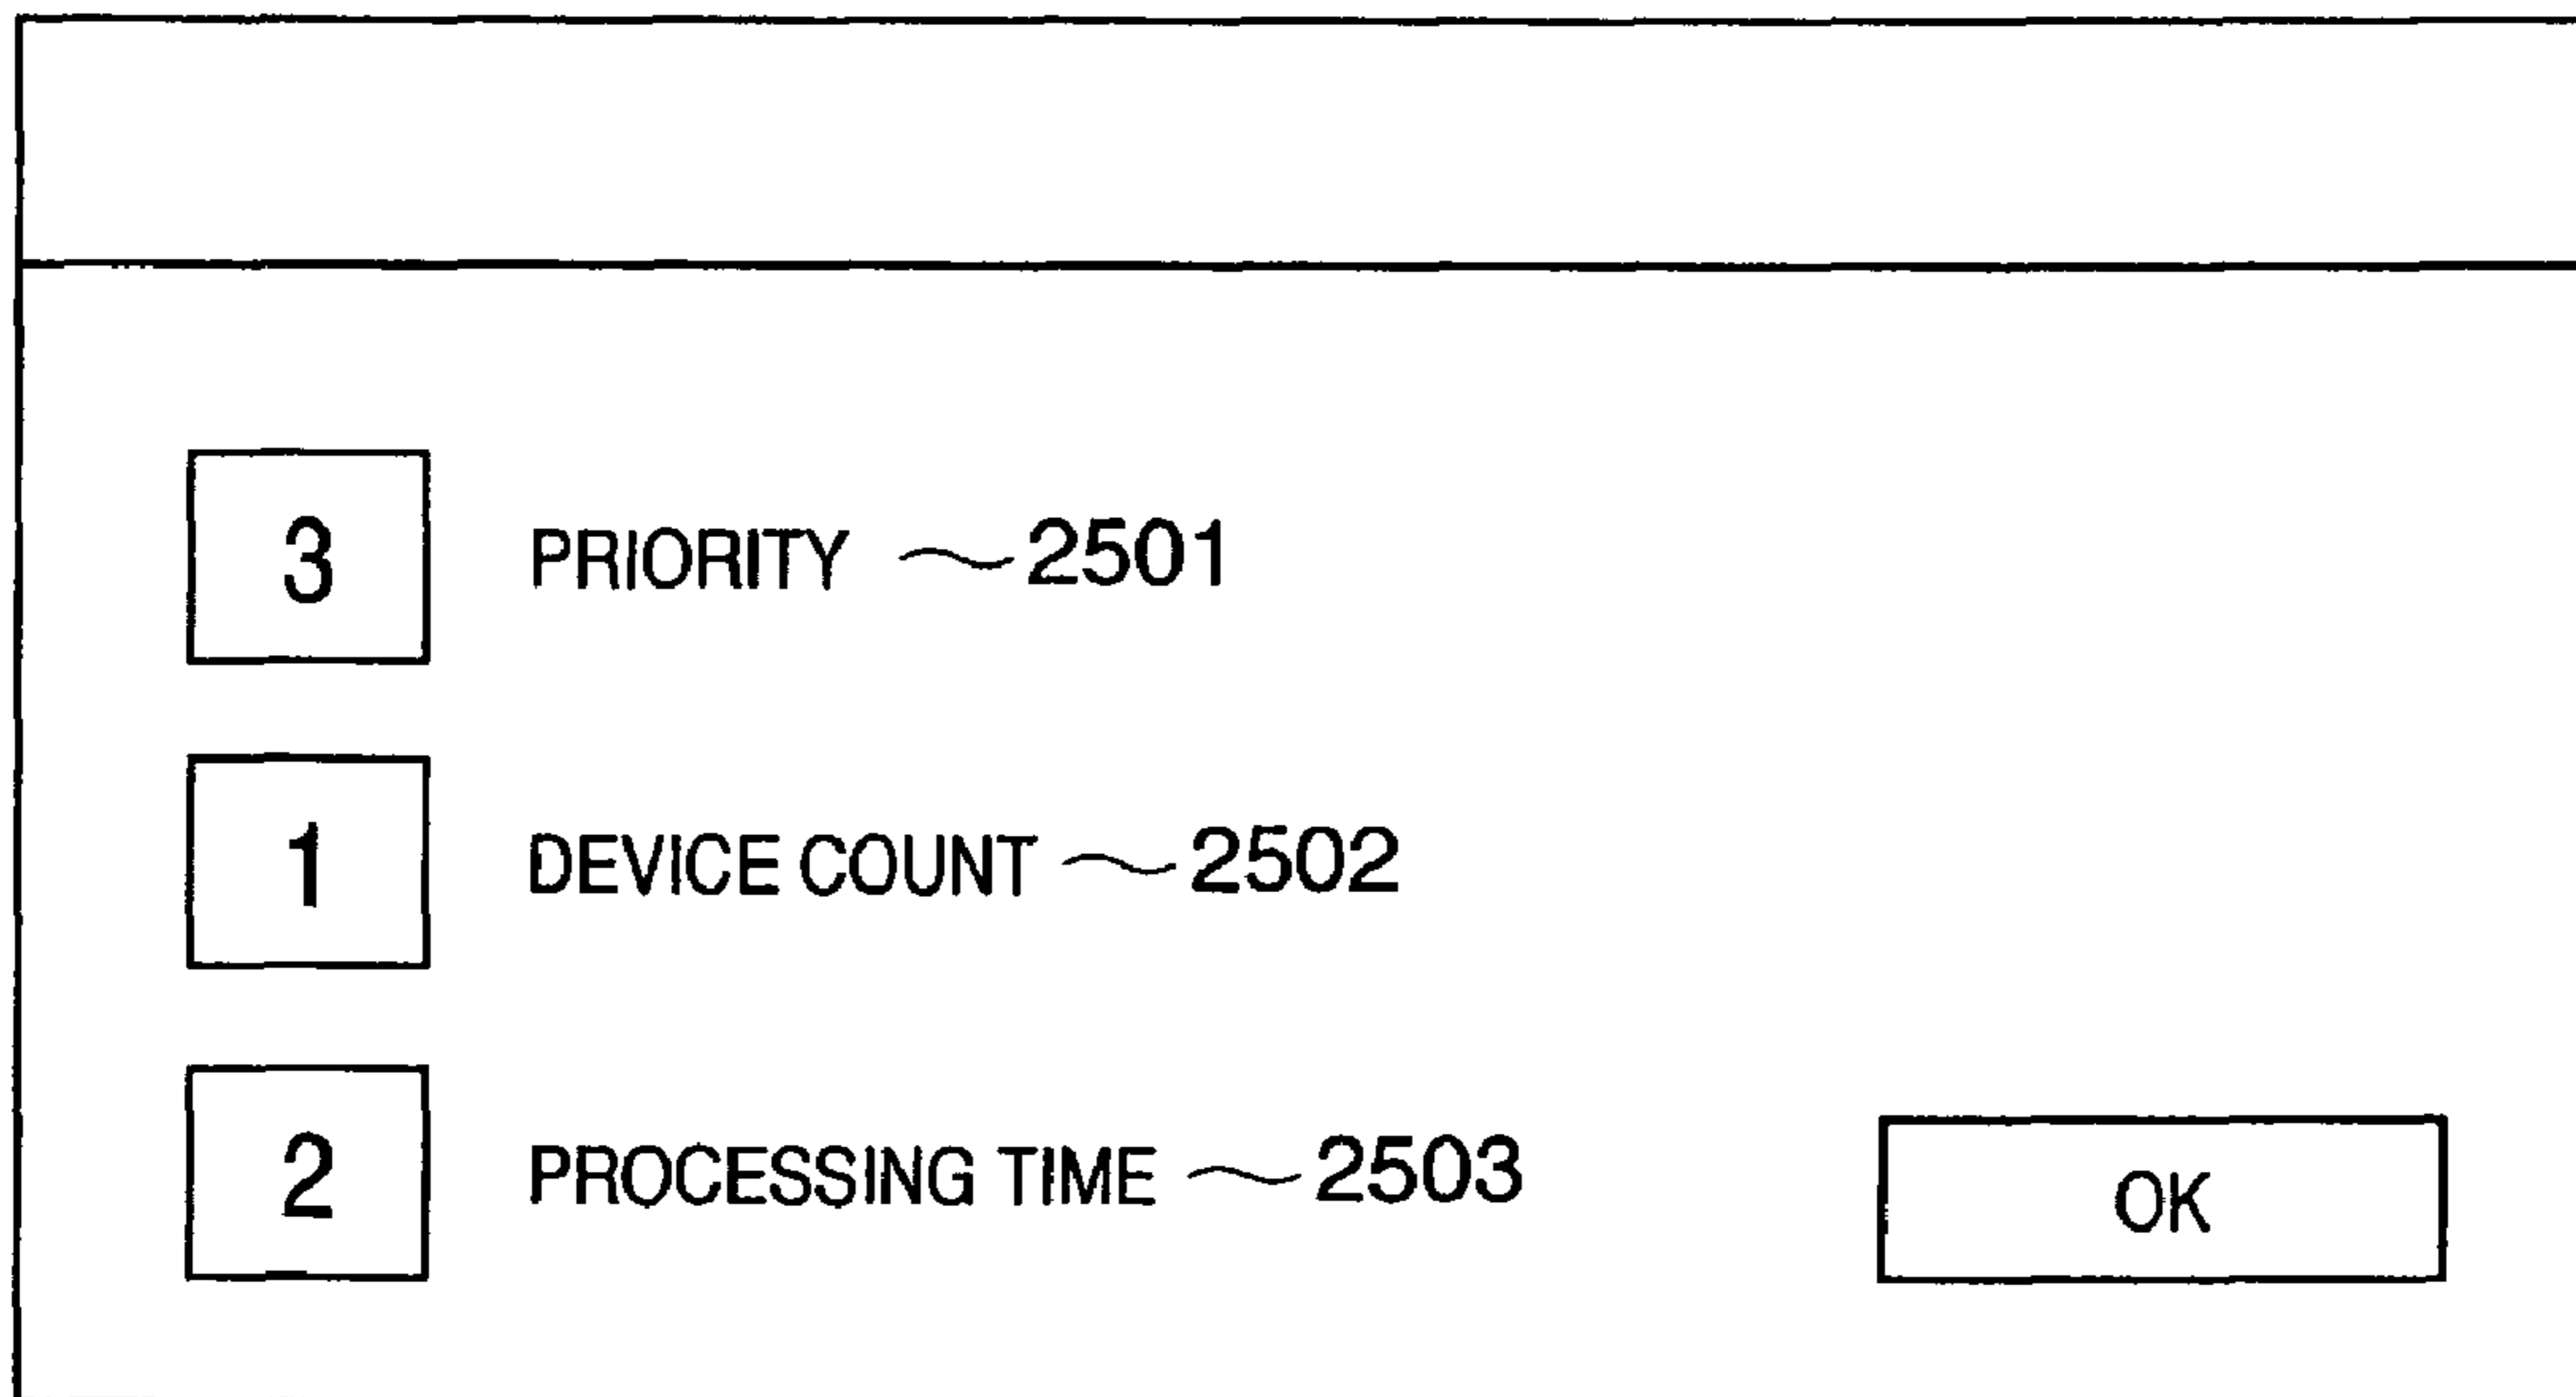 3 PRIORITY ~2501
1 DEVICE COUNT ~2502
2 PROCESSING TIME ~2503
OK